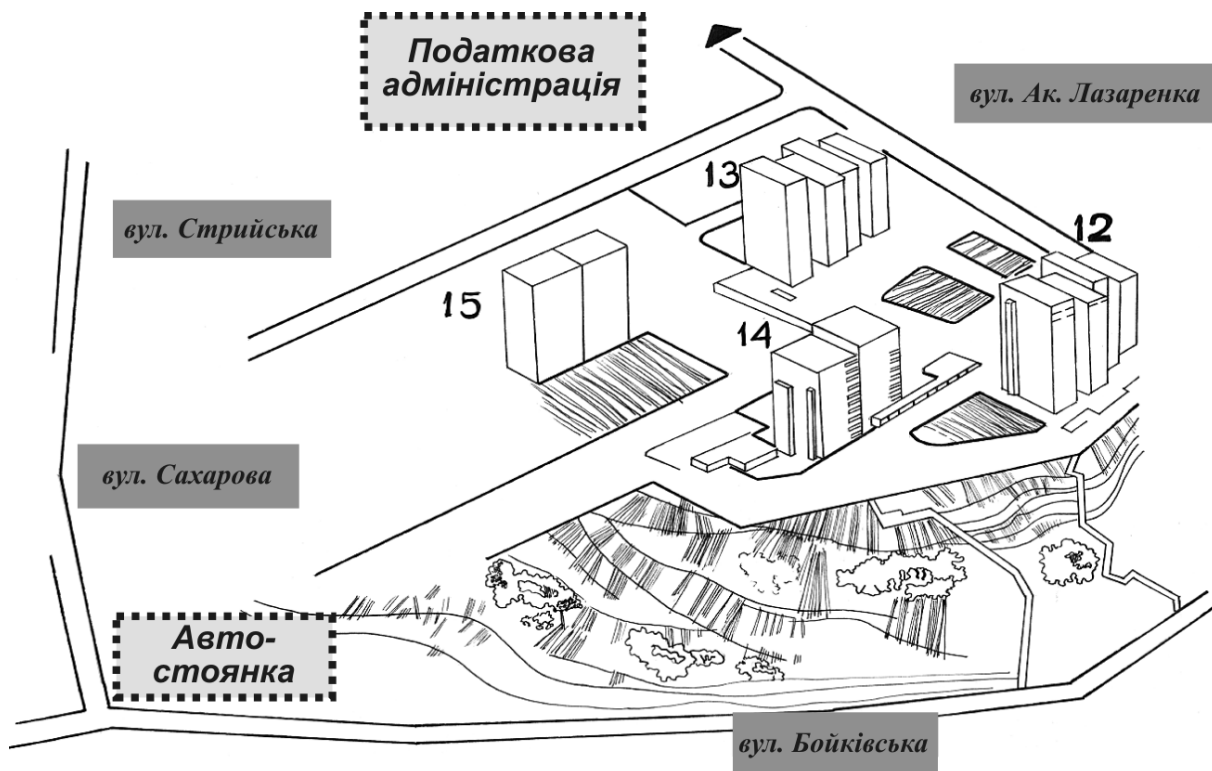 Податкова
адміністрація
вул. Ак. Лазаренка
13
вул. Стрийська
12
15
14
вул. Сахарова
Авто-
стоянка
вул. Бойківська